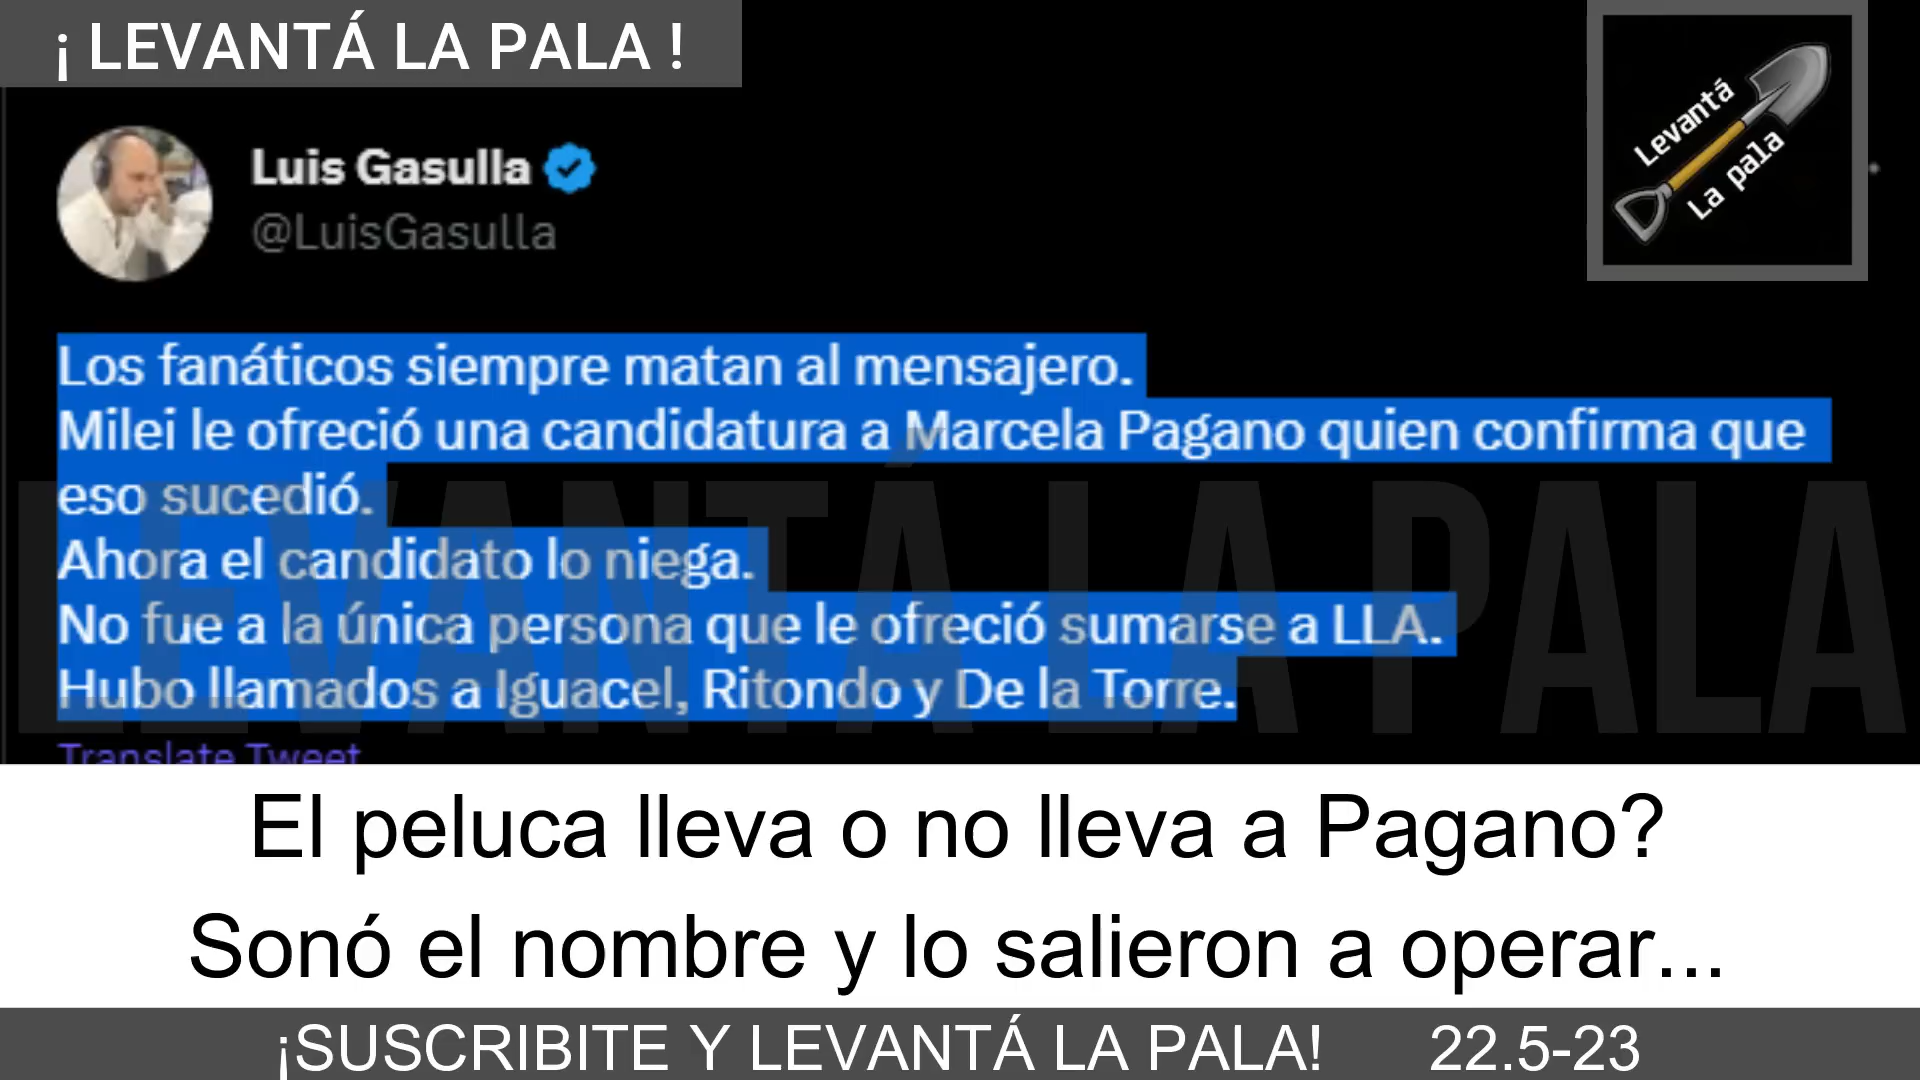 ¡ LEVANTÁ LA PALA !
Levantá
La pala
Luis Gasulla
@LuisGasulla
Los fanáticos siempre matan al mensajero.
Milei le ofreció una candidatura a Marcela Pagano quien confirma que
eso sucedió.
Ahora el candidato lo niega.
No fue a la única persona que le ofreció sumarse a LLA.
Hubo llamados a Iguacel, Ritondo y De la Torre.
Translate Tweet
LEVANTÁ LA PALA
El peluca lleva o no lleva a Pagano?
Sonó el nombre y lo salieron a operar...
¡SUSCRIBITE Y LEVANTÁ LA PALA! 22.5-23